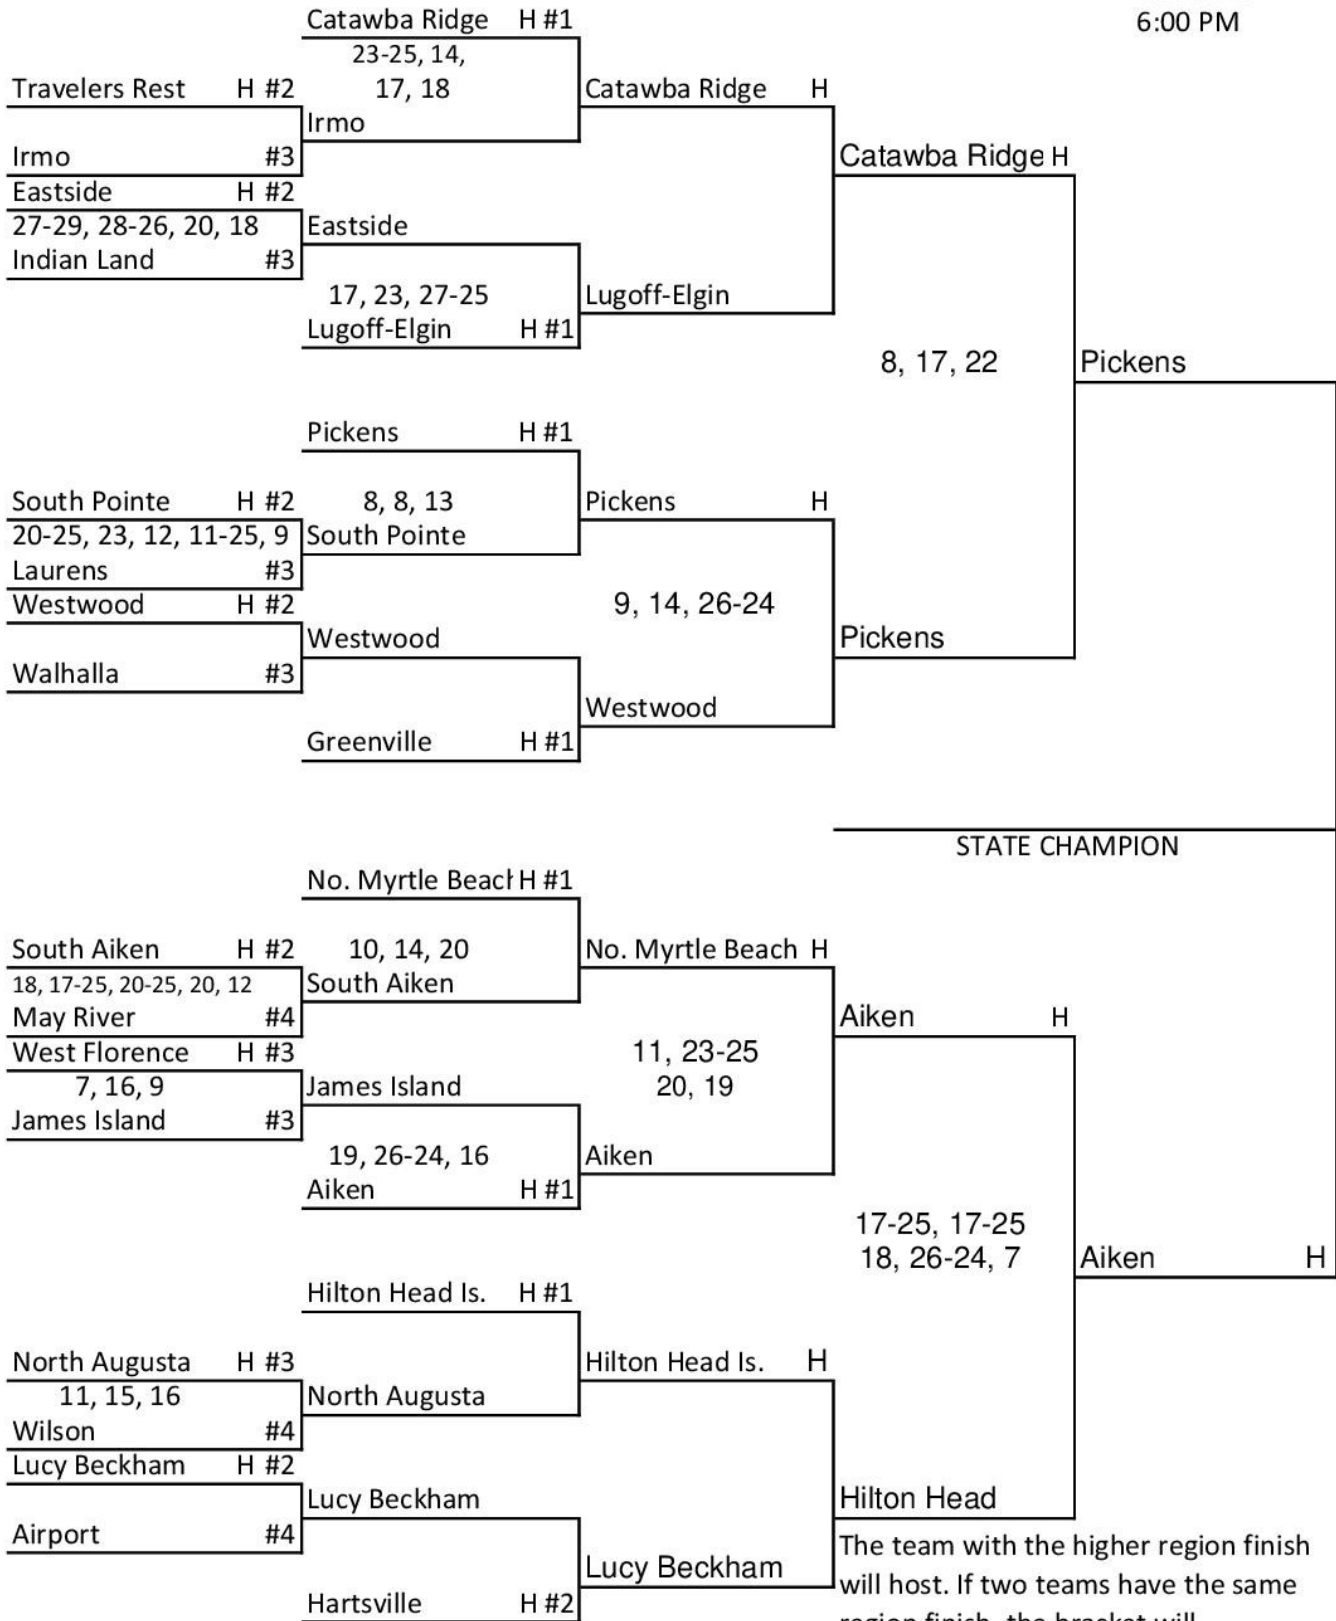 Catawba Ridge H #1
6:00 PM
23-25, 14,
17, 18
Travelers Rest H #2
Catawba Ridge H
Irmo
Irmo #3
Catawba Ridge H
Eastside H #2
27-29, 28-26, 20, 18
Eastside
Indian Land #3
17, 23, 27-25
Lugoff-Elgin
Lugoff-Elgin H #1
8, 17, 22
Pickens
Pickens H #1
South Pointe H #2
8, 8, 13
Pickens H
20-25, 23, 12, 11-25, 9
South Pointe
Laurens #3
Westwood H #2
9, 14, 26-24
Westwood
Pickens
Walhalla #3
Westwood
Greenville H #1
STATE CHAMPION
No. Myrtle Beach H #1
South Aiken H #2
10, 14, 20
No. Myrtle Beach H
18, 17-25, 20-25, 20, 12
South Aiken
May River #4
Aiken H
West Florence H #3
11, 23-25
7, 16, 9
James Island
20, 19
James Island #3
19, 26-24, 16
Aiken
Aiken H #1
17-25, 17-25
18, 26-24, 7
Aiken H
Hilton Head Is. H #1
North Augusta H #3
Hilton Head Is. H
11, 15, 16
North Augusta
Wilson #4
Lucy Beckham H #2
Lucy Beckham
Hilton Head
Airport #4
The team with the higher region finish
Lucy Beckham
will host. If two teams have the same
Hartsville H #2
region finish, the bracket will